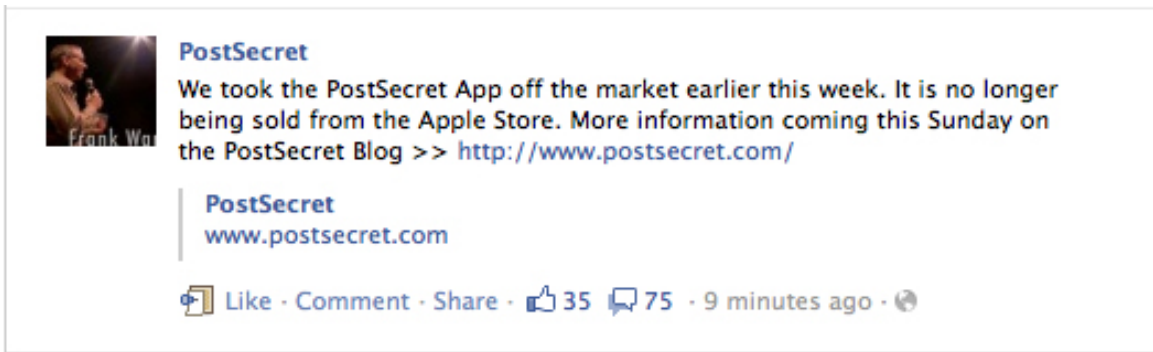 PostSecret
We took the PostSecret App off the market earlier this week. It is no longer
being sold from the Apple Store. More information coming this Sunday on
the PostSecret Blog >> http://www.postsecret.com/
Frank War
PostSecret
www.postsecret.com
Like · Comment · Share · 35 75 · 9 minutes ago ·